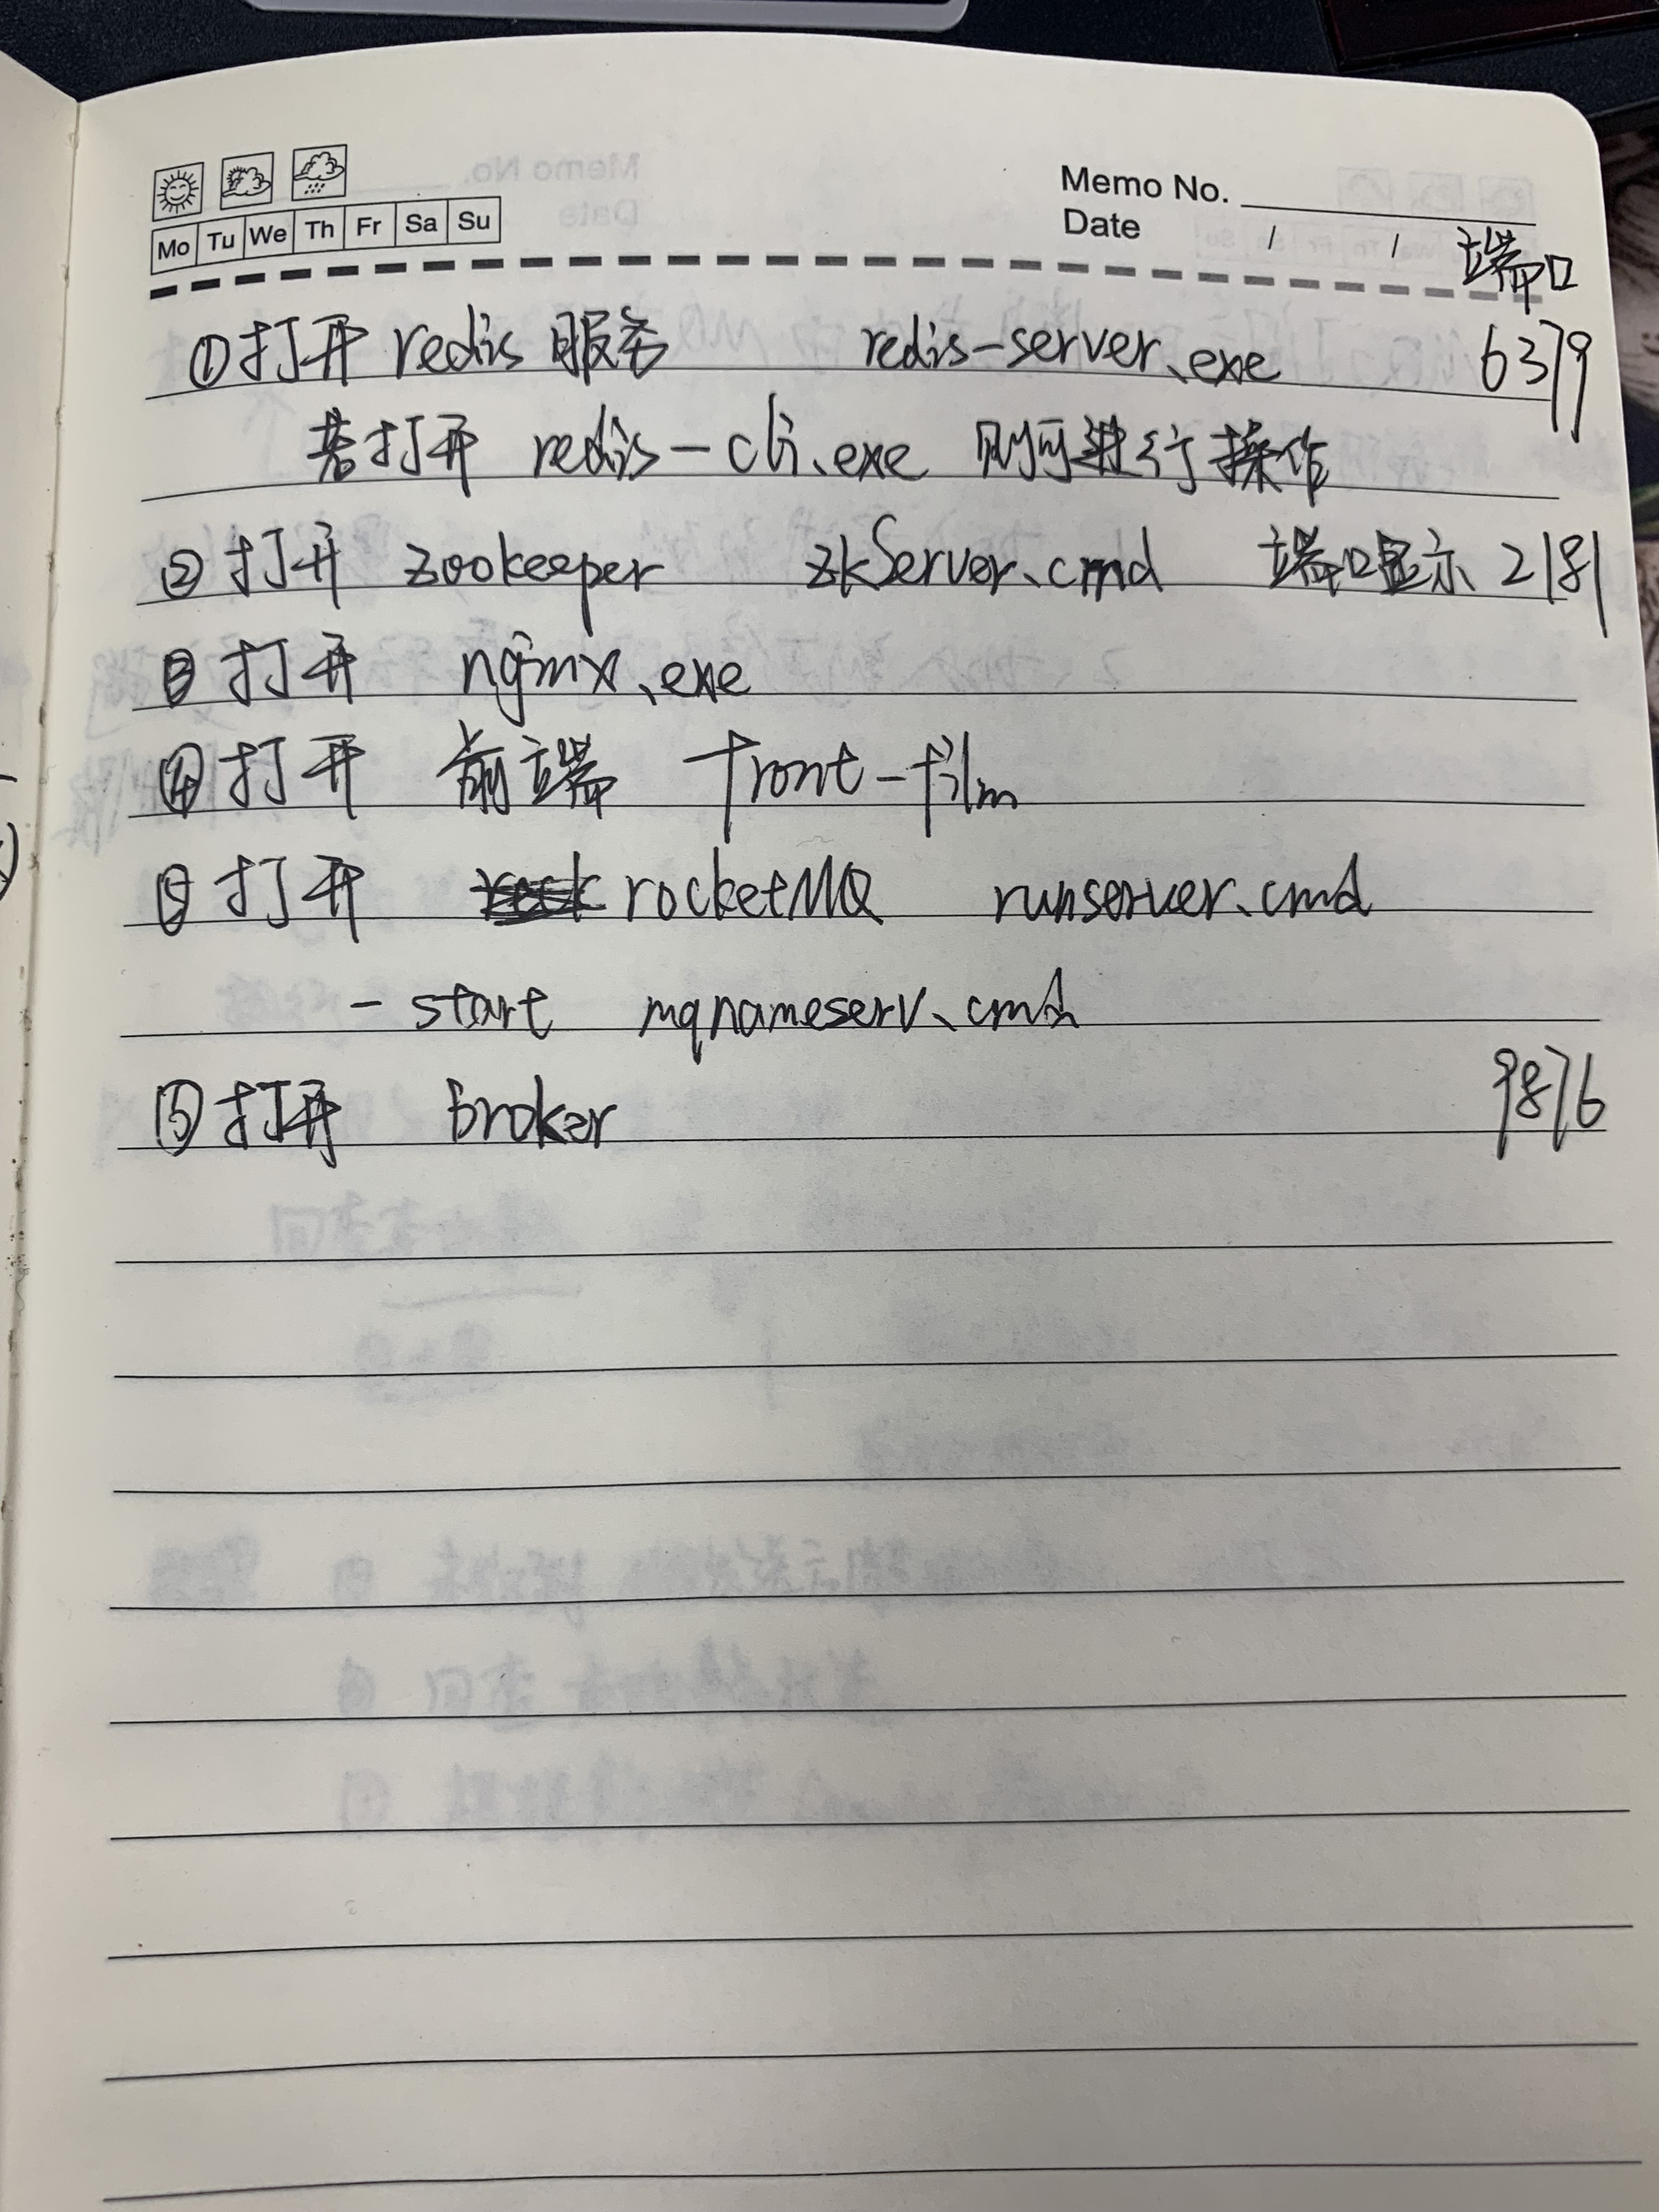 Memo No.
Date / /
Mo Tu We Th Fr Sa Su
端口
①打开 redis 服务 redis-server.exe 6379
若打开 redis-cli.exe 则可进行操作
② 打开 zookeeper zkServer.cmd 端口显示 2181
③ 打开 nginx.exe
④ 打开 前端 front-film
⑤ 打开 rocketMQ runserver.cmd
- start mqnameserv.cmd
⑤ 打开 broker 9876